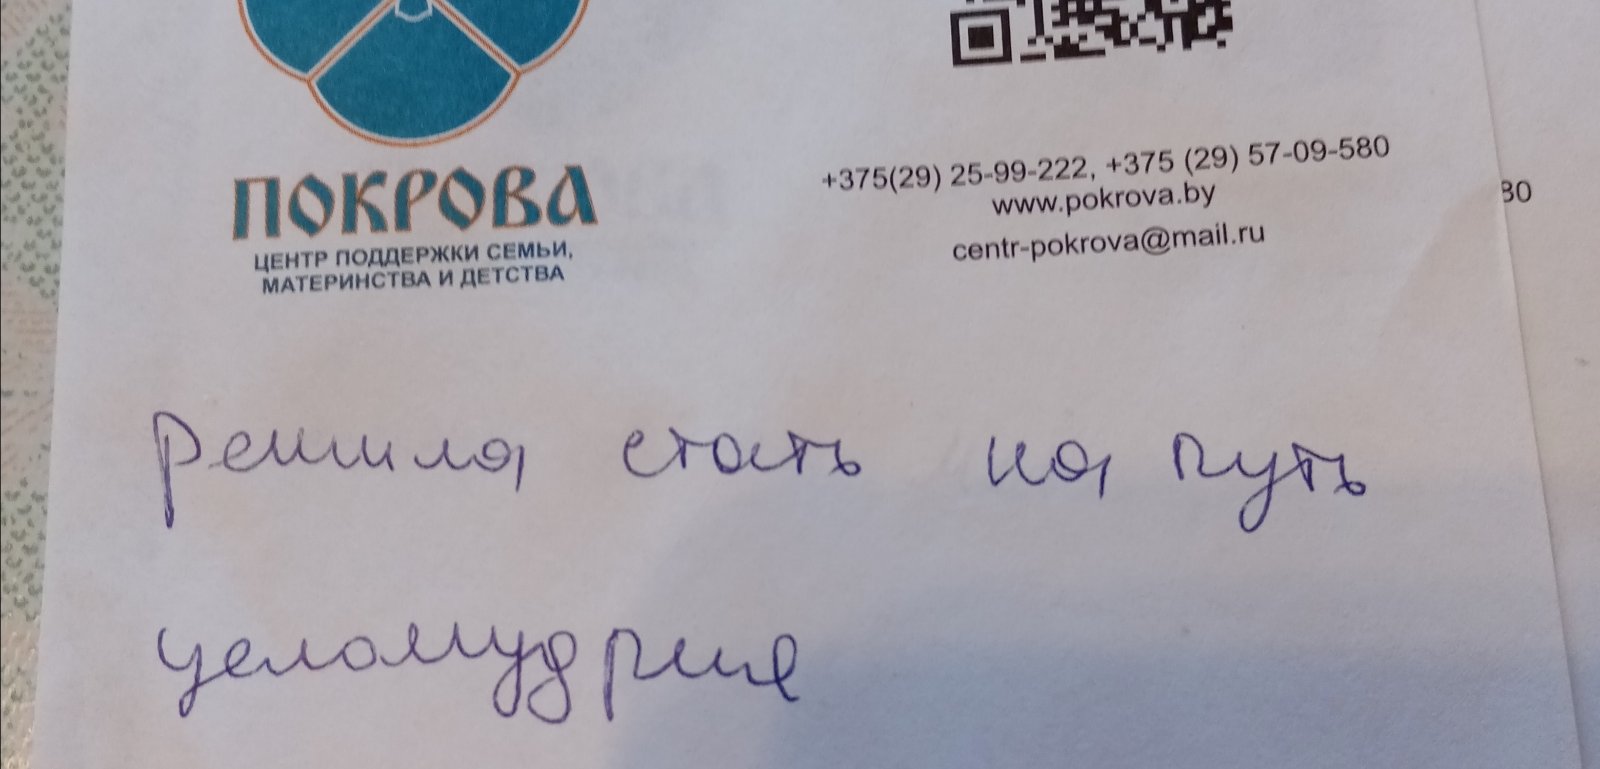 ПОКРОВА
ЦЕНТР ПОДДЕРЖКИ СЕМЬИ,
МАТЕРИНСТВА И ДЕТСТВА
+375(29) 25-99-222, +375 (29) 57-09-580
www.pokrova.by
centr-pokrova@mail.ru
80
решила стать на путь
целомудрие